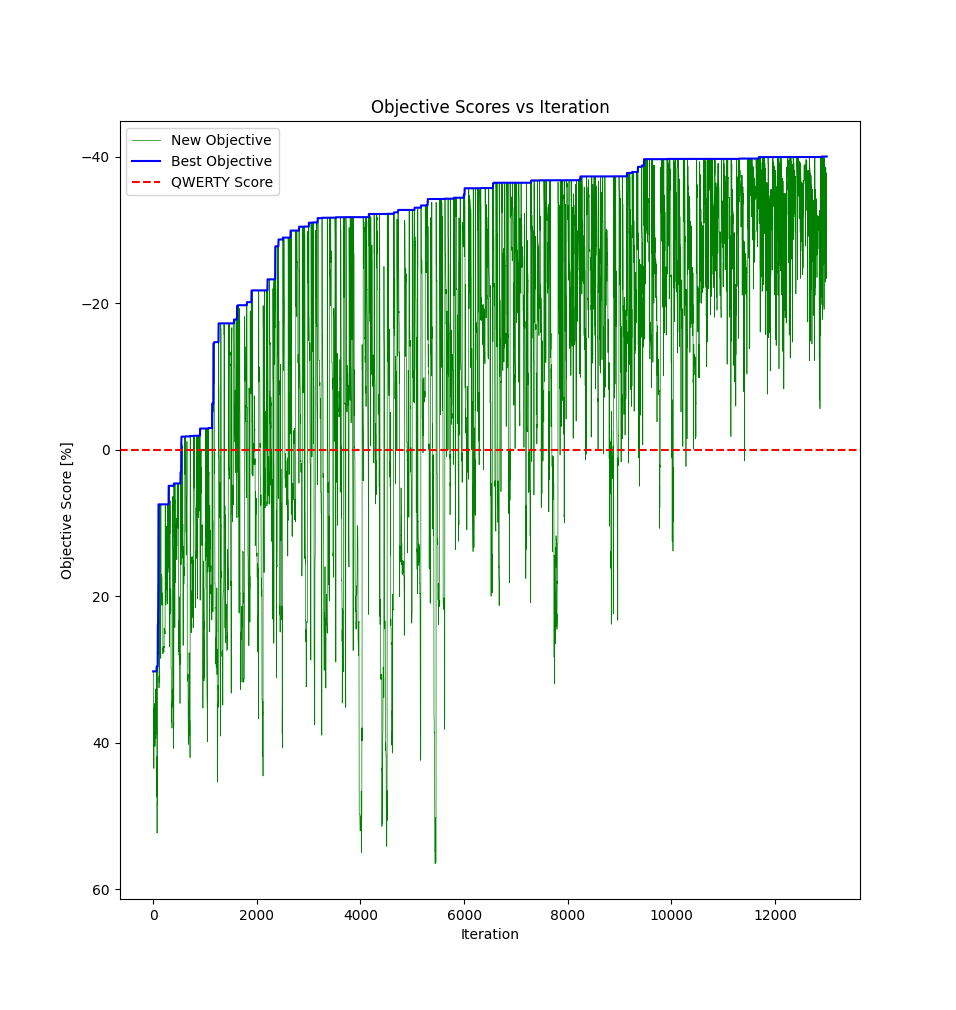 Objective Scores vs Iteration
New Objective
Best Objective
QWERTY Score
−40
−20
0
20
40
60
Objective Score [%]
0 2000 4000 6000 8000 10000 12000
Iteration